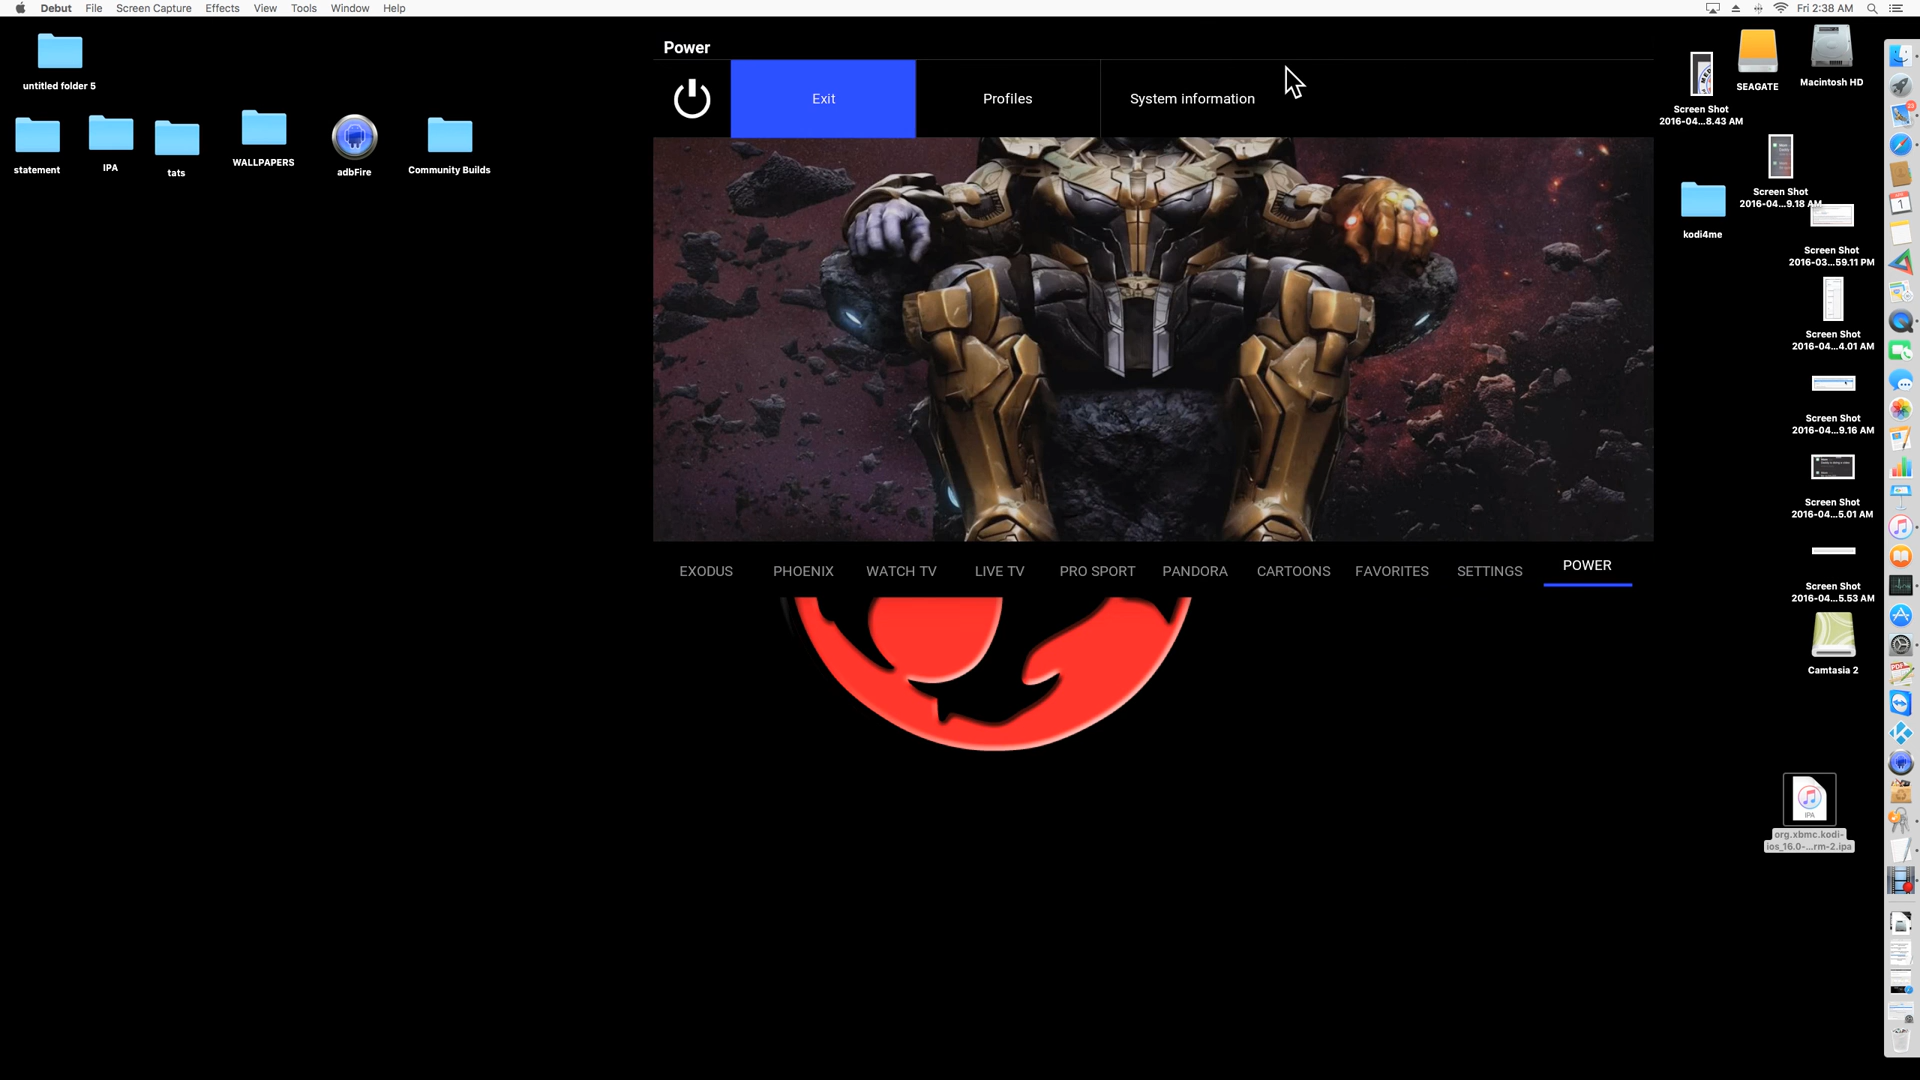 Debut File Screen Capture Effects View Tools Window Help
Fri 2:38 AM
untitled folder 5
statement
IPA
tats
WALLPAPERS
adbFire
Community Builds
Power
Exit
Profiles
System information
EXODUS
PHOENIX
WATCH TV
LIVE TV
PRO SPORT
PANDORA
CARTOONS
FAVORITES
SETTINGS
POWER
Screen Shot
2016-04...8.43 AM
SEAGATE
Macintosh HD
Screen Shot
2016-04...9.18 AM
kodi4me
Screen Shot
2016-03...59.11 PM
Screen Shot
2016-04...4.01 AM
Screen Shot
2016-04...9.16 AM
Screen Shot
2016-04...5.01 AM
Screen Shot
2016-04...5.53 AM
Camtasia 2
IPA
org.xbmc.kodi-
ios_16.0-...rm-2.ipa